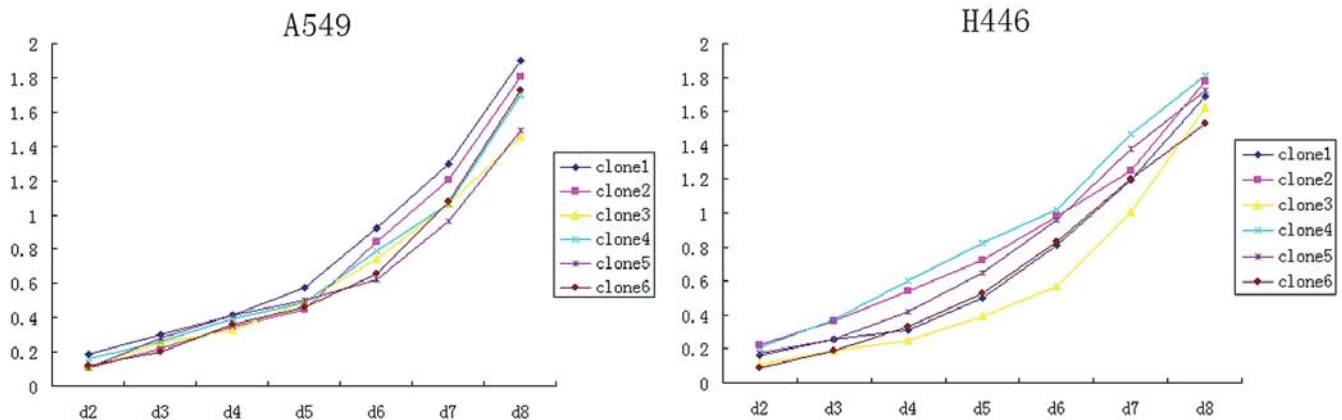 A549
2
1.8
1.6
1.4
1.2
1
0.8
0.6
0.4
0.2
0
d2 d3 d4 d5 d6 d7 d8
clone1
clone2
clone3
clone4
clone5
clone6
H446
2
1.8
1.6
1.4
1.2
1
0.8
0.6
0.4
0.2
0
d2 d3 d4 d5 d6 d7 d8
clone1
clone2
clone3
clone4
clone5
clone6